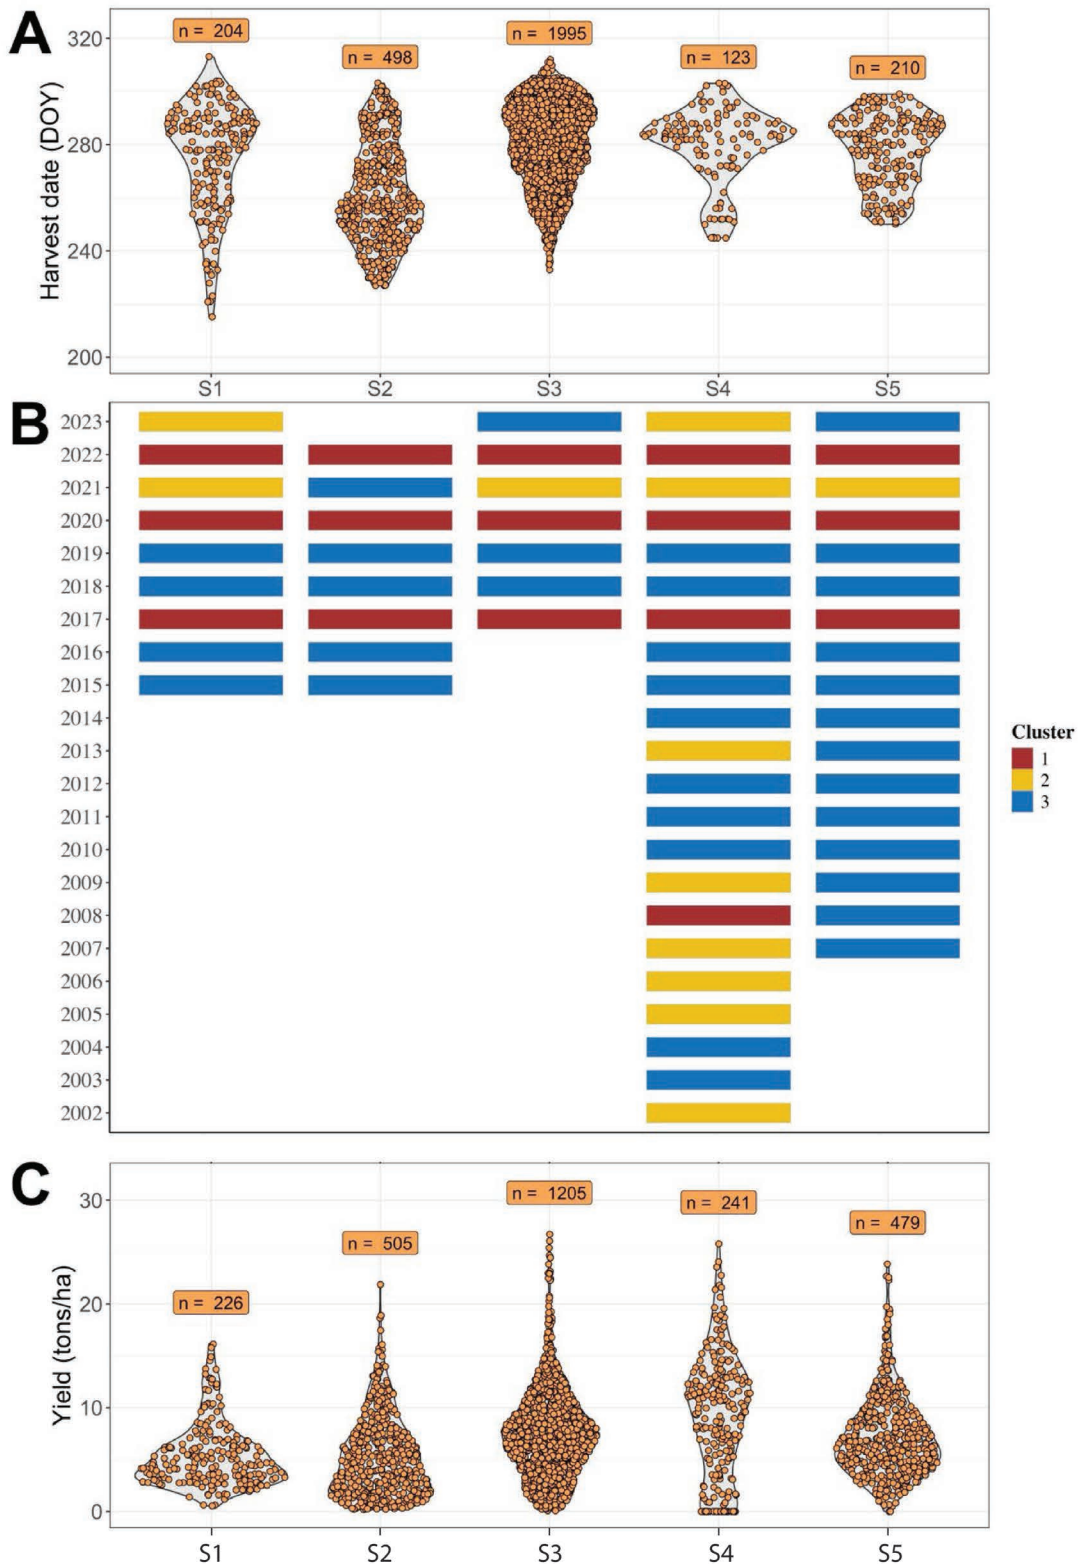 A
Harvest date (DOY)
320
280
240
200
n = 204
n = 498
n = 1995
n = 123
n = 210
S1 S2 S3 S4 S5
B
2023
2022
2021
2020
2019
2018
2017
2016
2015
2014
2013
2012
2011
2010
2009
2008
2007
2006
2005
2004
2003
2002
Cluster
1
2
3
C
Yield (tons/ha)
30
20
10
0
n = 226
n = 505
n = 1205
n = 241
n = 479
S1 S2 S3 S4 S5